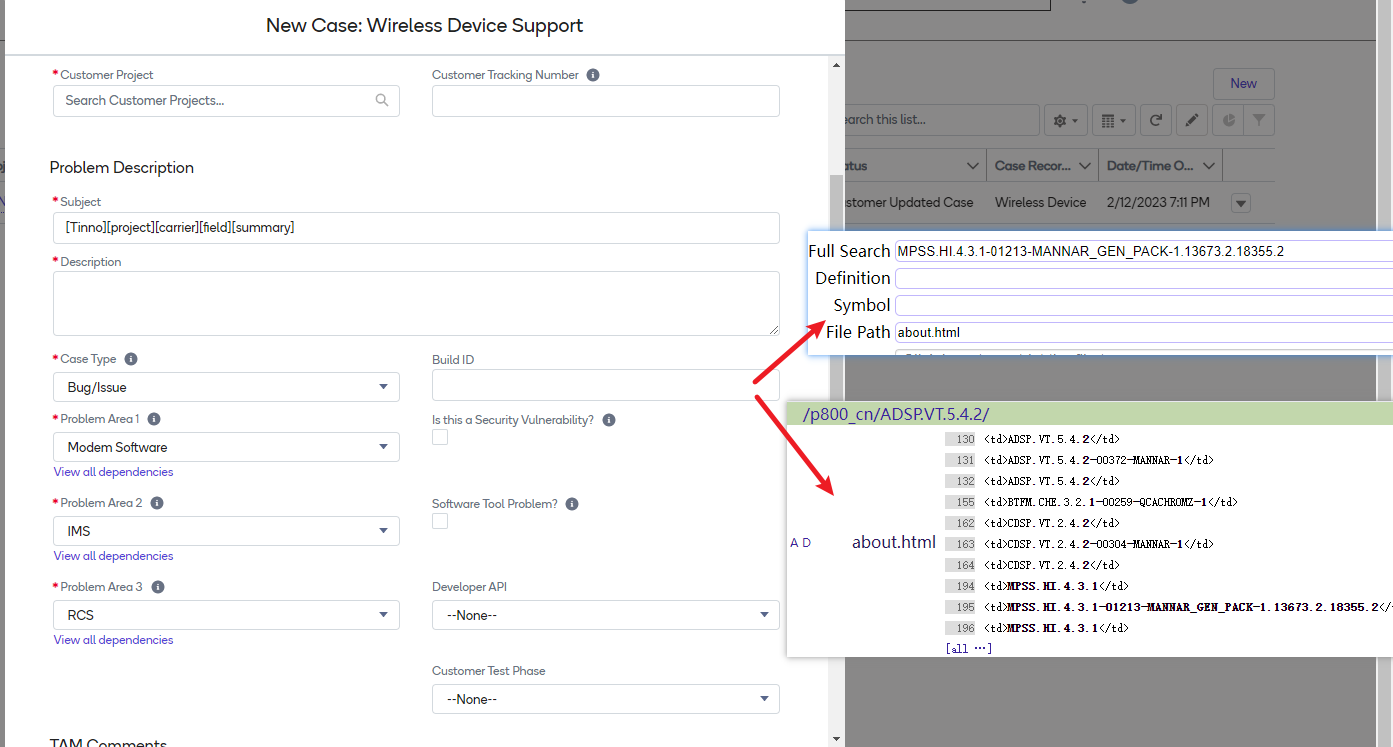 New Case: Wireless Device Support
* Customer Project
Search Customer Projects...
Customer Tracking Number
Problem Description
* Subject
[Tinno][project][carrier][field][summary]
* Description
* Case Type
Bug/Issue
Build ID
* Problem Area 1
Modem Software
View all dependencies
Is this a Security Vulnerability?
* Problem Area 2
IMS
View all dependencies
Software Tool Problem?
* Problem Area 3
RCS
View all dependencies
Developer API
--None--
Customer Test Phase
--None--
TAM Comments
New
earch this list...
atus
Case Recor...
Date/Time O...
stomer Updated Case
Wireless Device
2/12/2023 7:11 PM
Full Search MPSS.HI.4.3.1-01213-MANNAR_GEN_PACK-1.13673.2.18355.2
Definition
Symbol
File Path about.html
/p800_cn/ADSP.VT.5.4.2/
A D about.html
130 <td>ADSP.VT.5.4.2</td>
131 <td>ADSP.VT.5.4.2-00372-MANNAR-1</td>
132 <td>ADSP.VT.5.4.2</td>
155 <td>BTFM.CHE.3.2.1-00259-QCACHROMZ-1</td>
162 <td>CDSP.VT.2.4.2</td>
163 <td>CDSP.VT.2.4.2-00304-MANNAR-1</td>
164 <td>CDSP.VT.2.4.2</td>
194 <td>MPSS.HI.4.3.1</td>
195 <td>MPSS.HI.4.3.1-01213-MANNAR_GEN_PACK-1.13673.2.18355.2</
196 <td>MPSS.HI.4.3.1</td>
[all …]